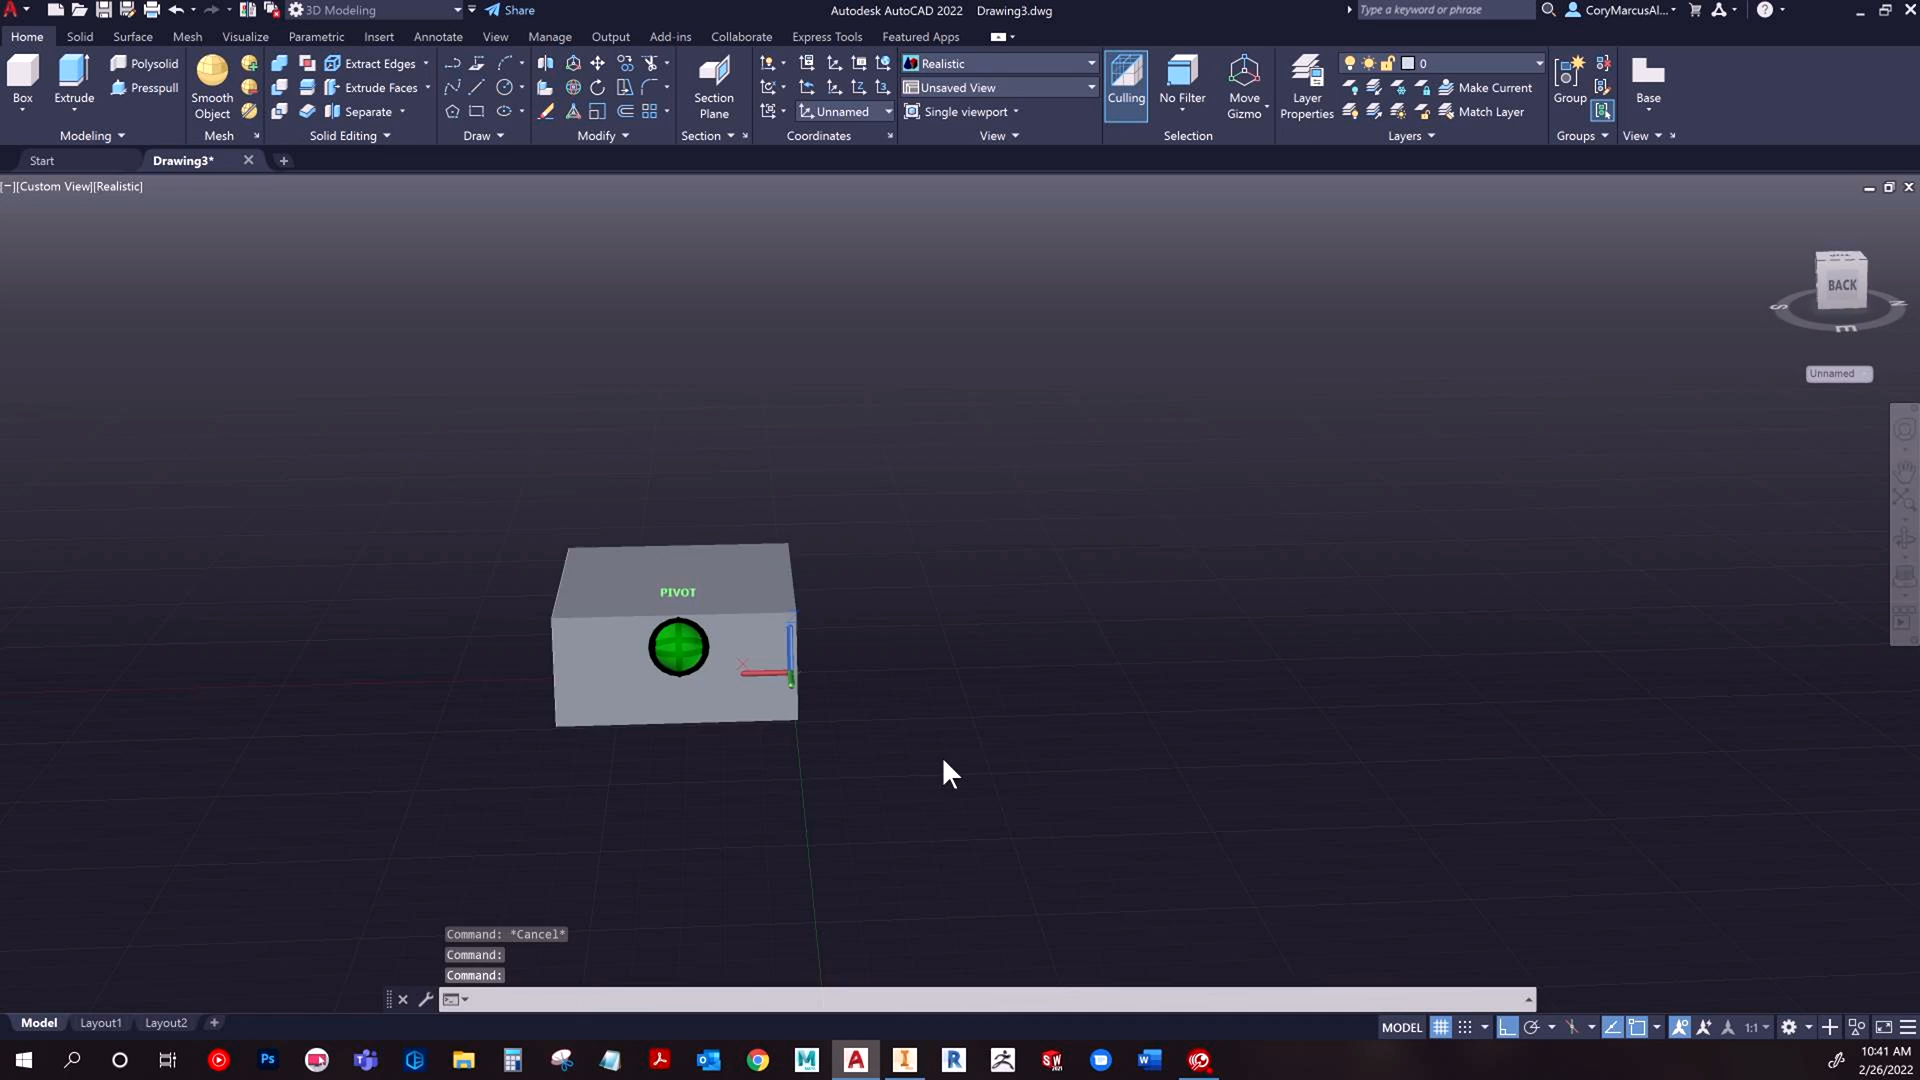 3D Modeling
Share
Autodesk AutoCAD 2022 Drawing3.dwg
Type a keyword or phrase
CoryMarcusAl...
Home Solid Surface Mesh Visualize Parametric Insert Annotate View Manage Output Add-ins Collaborate Express Tools Featured Apps
Box
Extrude
Polysolid
Presspull
Modeling
Smooth
Object
Mesh
Extract Edges
Extrude Faces
Separate
Solid Editing
Draw
Modify
Section
Plane
Section
Unnamed
Coordinates
Realistic
Unsaved View
Single viewport
View
Culling
No Filter
Move
Gizmo
Selection
Layer
Properties
0
Make Current
Match Layer
Layers
Group
Groups
Base
View
Start
Drawing3*
[−][Custom View][Realistic]
BACK
S
N
E
Unnamed
PIVOT
X
Command: *Cancel*
Command:
Command:
Model Layout1 Layout2
MODEL
1:1
10:41 AM
2/26/2022